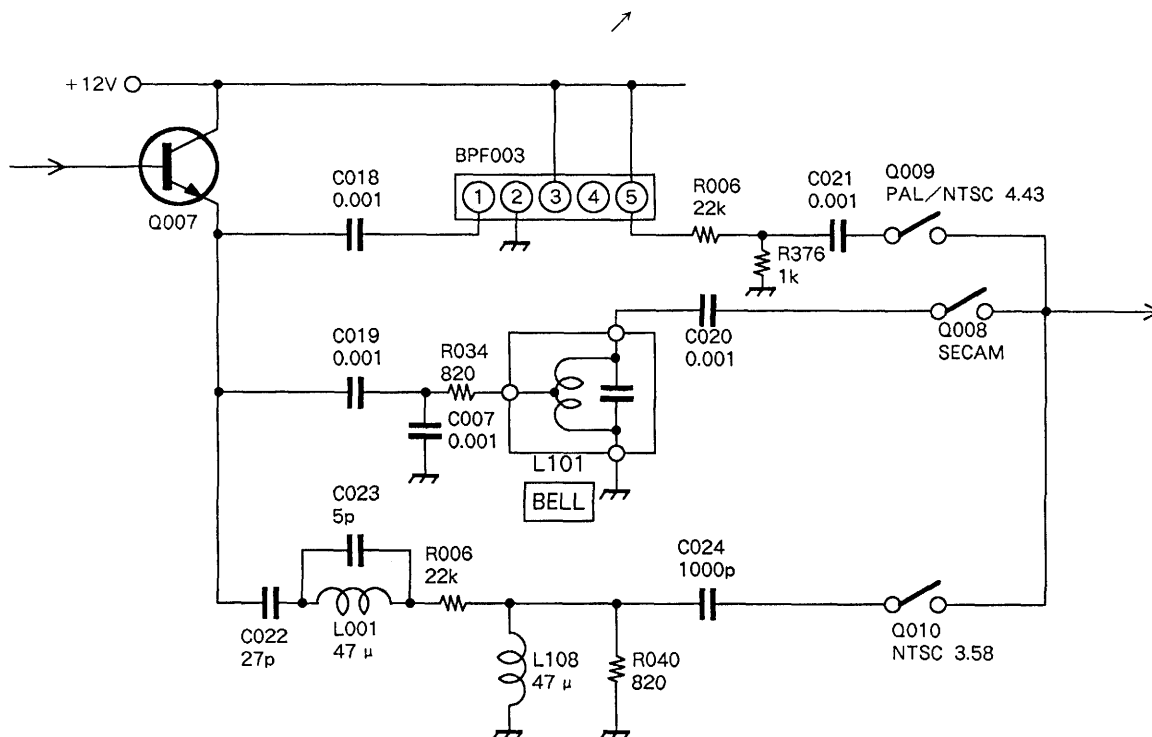 +12V
BPF003
1 2 3 4 5
Q007
C018
0.001
R006
22k
C021
0.001
Q009
PAL/NTSC 4.43
R376
1k
C019
0.001
R034
820
C007
0.001
C020
0.001
Q008
SECAM
L101
BELL
C023
5p
R006
22k
C024
1000p
C022
27p
L001
47 μ
L108
47 μ
R040
820
Q010
NTSC 3.58